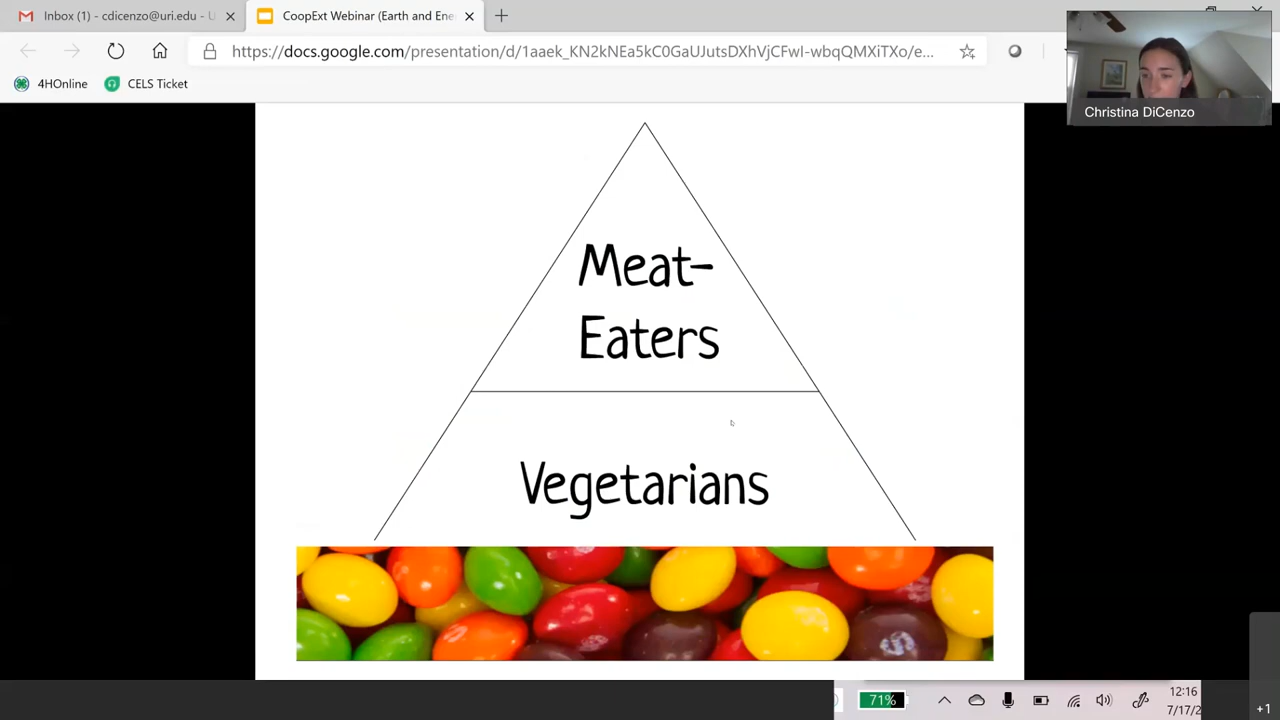 Inbox (1) - cdicenzo@uri.edu - U
CoopExt Webinar (Earth and Ene
https://docs.google.com/presentation/d/1aaek_KN2kNEa5kC0GaUJutsDXhVjCFwI-wbqQMXiTXo/e...
4HOnline
CELS Ticket
Christina DiCenzo
Meat-
Eaters
Vegetarians
71%
12:16
7/17/2
+1